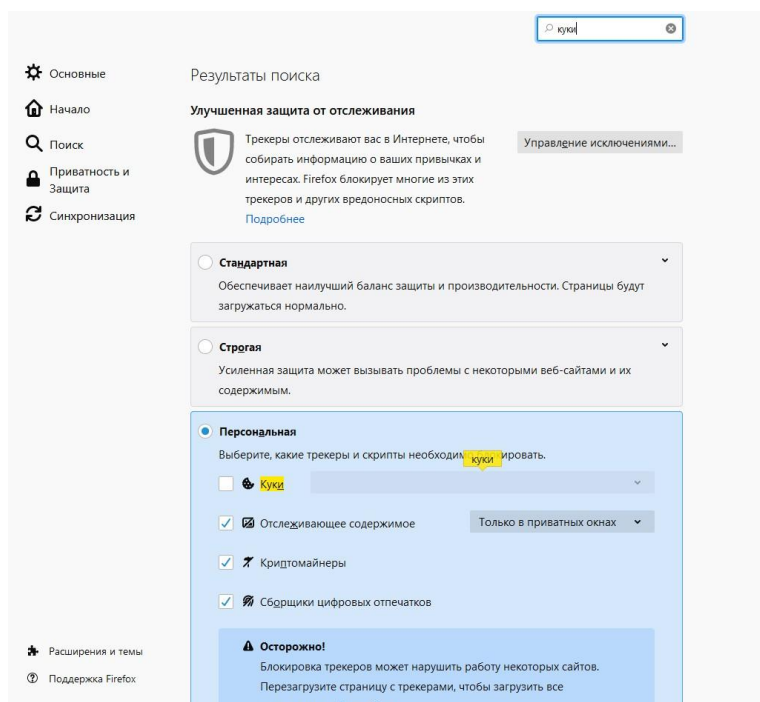 куки
Основные
Начало
Поиск
Приватность и
Защита
Синхронизация
Расширения и темы
Поддержка Firefox
Результаты поиска
Улучшенная защита от отслеживания
Трекеры отслеживают вас в Интернете, чтобы
собирать информацию о ваших привычках и
интересах. Firefox блокирует многие из этих
трекеров и других вредоносных скриптов.
Подробнее
Управление исключениями...
Стандартная
Обеспечивает наилучший баланс защиты и производительности. Страницы будут
загружаться нормально.
Строгая
Усиленная защита может вызывать проблемы с некоторыми веб-сайтами и их
содержимым.
Персональная
Выберите, какие трекеры и скрипты необходимо блокировать.
куки
Куки
Отслеживающее содержимое
Только в приватных окнах
Криптомайнеры
Сборщики цифровых отпечатков
Осторожно!
Блокировка трекеров может нарушить работу некоторых сайтов.
Перезагрузите страницу с трекерами, чтобы загрузить все